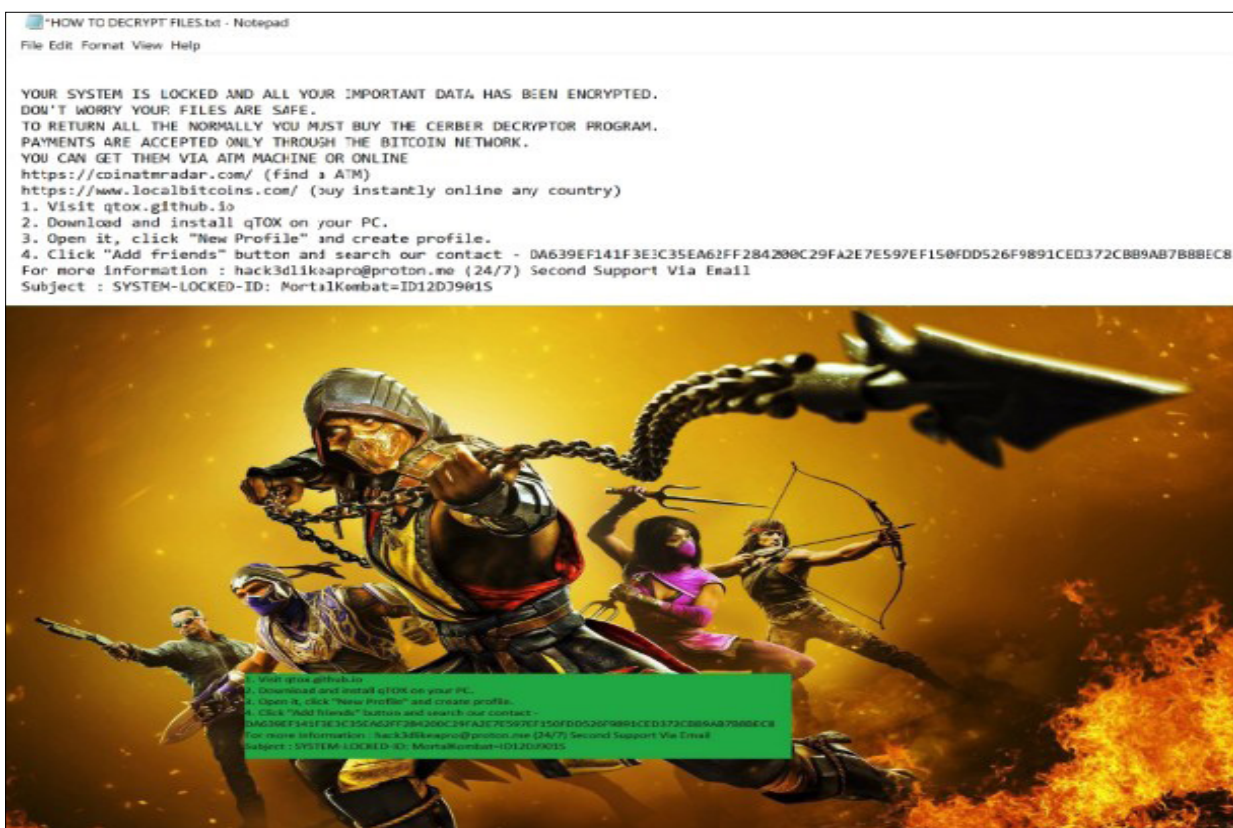 "HOW TO DECRYPT FILES.txt - Notepad
File Edit Format View Help
YOUR SYSTEM IS LOCKED AND ALL YOUR IMPORTANT DATA HAS BEEN ENCRYPTED.
DON'T WORRY YOUR FILES ARE SAFE.
TO RETURN ALL THE NORMALLY YOU MUST BUY THE CERBER DECRYPTOR PROGRAM.
PAYMENTS ARE ACCEPTED ONLY THROUGH THE BITCOIN NETWORK.
YOU CAN GET THEM VIA ATM MACHINE OR ONLINE
https://coinatmradar.com/ (find a ATM)
https://www.localbitcoins.com/ (buy instantly online any country)
1. Visit qtox.github.io
2. Download and install qTOX on your PC.
3. Open it, click "New Profile" and create profile.
4. Click "Add friends" button and search our contact - DA639EF141F3E3C35EA62FF284200C29FA2E7E597EF150FDD526F9891CED372CBB9AB7B8BEC8
For more information : hack3dlikeapro@proton.me (24/7) Second Support Via Email
Subject : SYSTEM-LOCKED-ID: MortalKombat=ID12DJ901S
1. Visit qtox.github.io
2. Download and install qTOX on your PC.
3. Open it, click "New Profile" and create profile.
4. Click "Add friends" button and search our contact -
DA639EF141F3E3C35EA62FF284200C29FA2E7E597EF150FDD526F9891CED372CBB9AB7B8BEC8
For more information : hack3dlikeapro@proton.me (24/7) Second Support Via Email
Subject : SYSTEM-LOCKED-ID: MortalKombat=ID12DJ901S